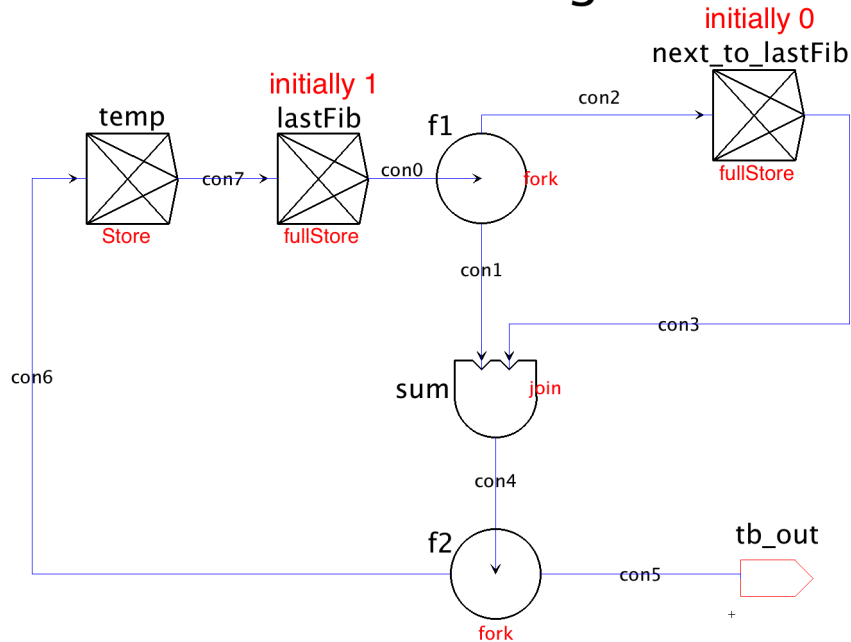 initially 0
next_to_lastFib
initially 1
con2
temp
lastFib
f1
con0
fullStore
con7
fork
Store
fullStore
con1
con3
con6
sum
join
con4
f2
tb_out
con5
fork